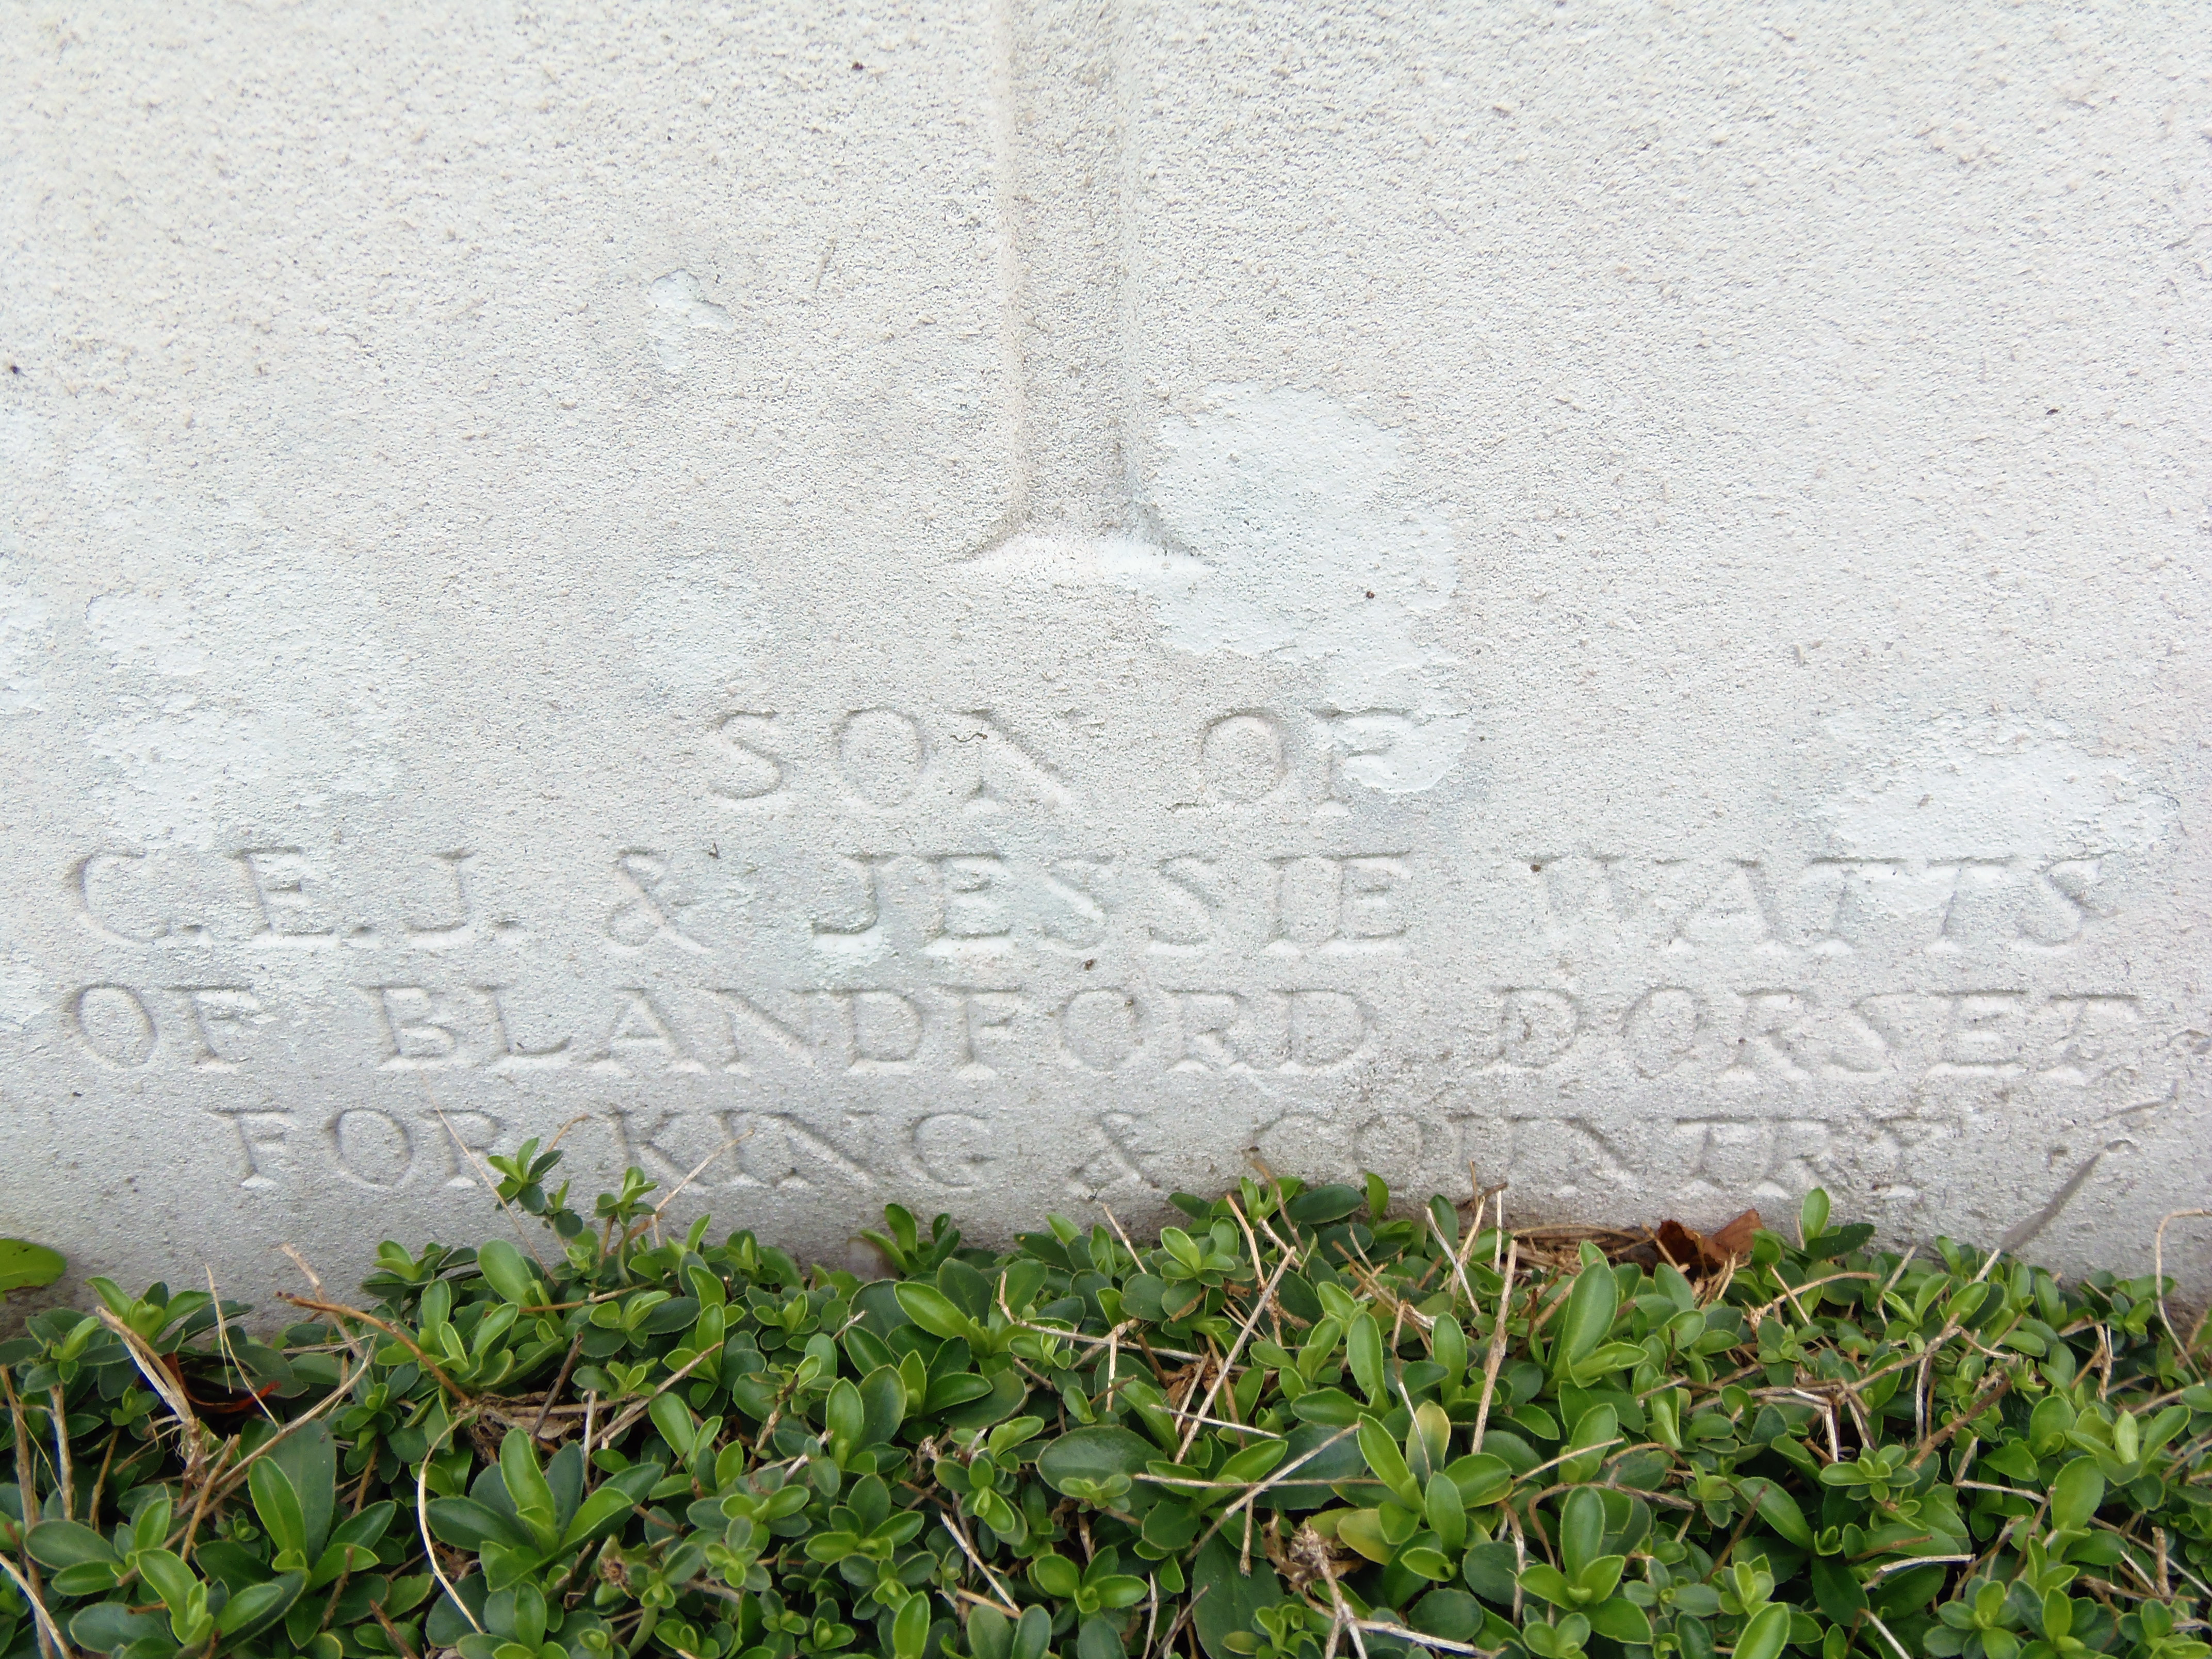 SON OF
C.E.J. & JESSIE WATTS
OF BLANDFORD DORSET
FOR KING & COUNTRY